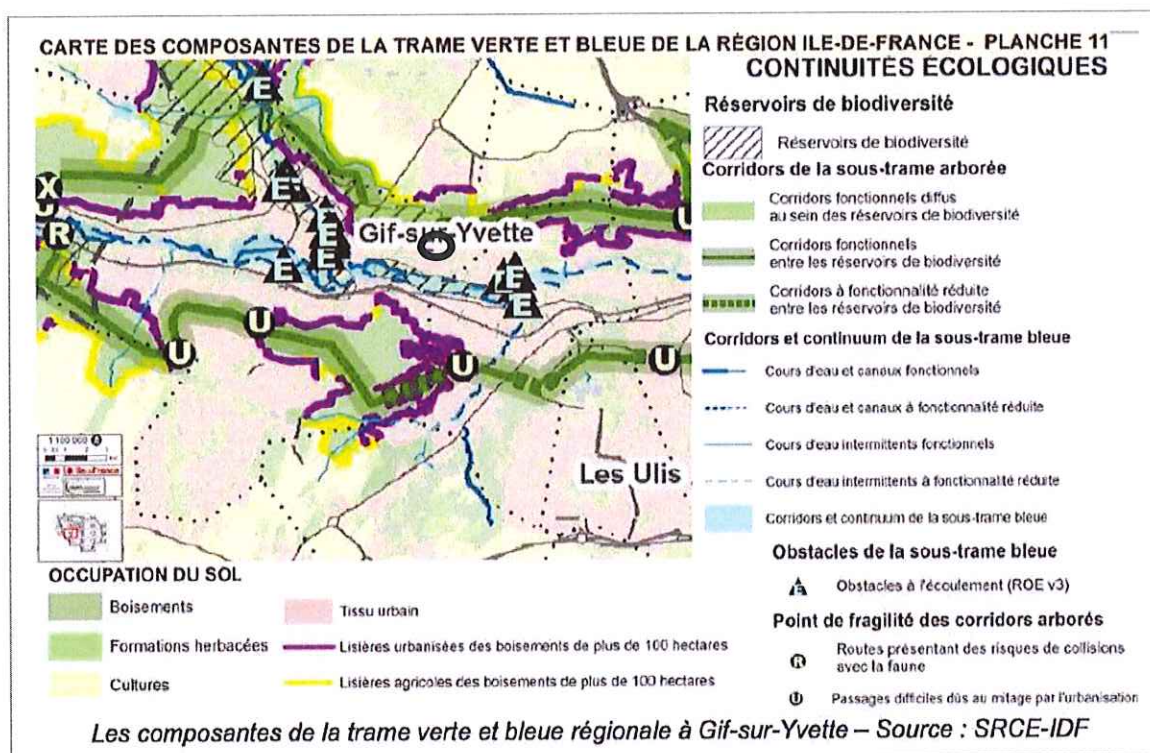 CARTE DES COMPOSANTES DE LA TRAME VERTE ET BLEUE DE LA RÉGION ILE-DE-FRANCE - PLANCHE 11
CONTINUITÉS ÉCOLOGIQUES
Réservoirs de biodiversité
Réservoirs de biodiversité
Corridors de la sous-trame arborée
Corridors fonctionnels diffus
au sein des réservoirs de biodiversité
Corridors fonctionnels
entre les réservoirs de biodiversité
Corridors à fonctionnalité réduite
entre les réservoirs de biodiversité
Corridors et continuum de la sous-trame bleue
Cours d'eau et canaux fonctionnels
Cours d'eau et canaux à fonctionnalité réduite
Cours d'eau intermittents fonctionnels
Cours d'eau intermittents à fonctionnalité réduite
Corridors et continuum de la sous-trame bleue
Obstacles de la sous-trame bleue
E
Obstacles à l'écoulement (ROE v3)
Point de fragilité des corridors arborés
R
Routes présentant des risques de collisions
avec la faune
U
Passages difficiles dûs au mitage par l'urbanisation
E
E
X
U
R
E
E
E
E
Gif-sur-Yvette
E
E
U
U
U
U
U
Les Ulis
1:100 000
OCCUPATION DU SOL
Boisements
Formations herbacées
Cultures
Tissu urbain
Lisières urbanisées des boisements de plus de 100 hectares
Lisières agricoles des boisements de plus de 100 hectares
Les composantes de la trame verte et bleue régionale à Gif-sur-Yvette – Source : SRCE-IDF